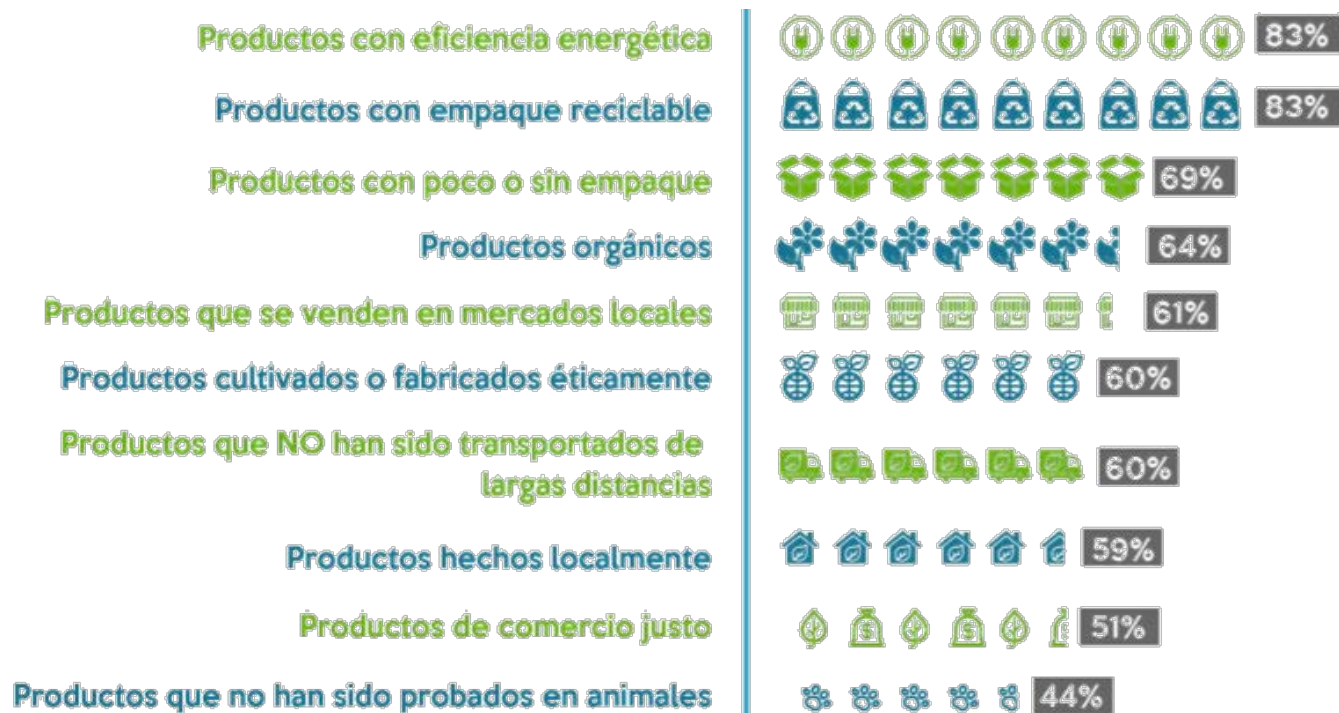 Productos con eficiencia energética 83%
Productos con empaque reciclable 83%
Productos con poco o sin empaque 69%
Productos orgánicos 64%
Productos que se venden en mercados locales 61%
Productos cultivados o fabricados éticamente 60%
Productos que NO han sido transportados de
largas distancias 60%
Productos hechos localmente 59%
Productos de comercio justo 51%
Productos que no han sido probados en animales 44%